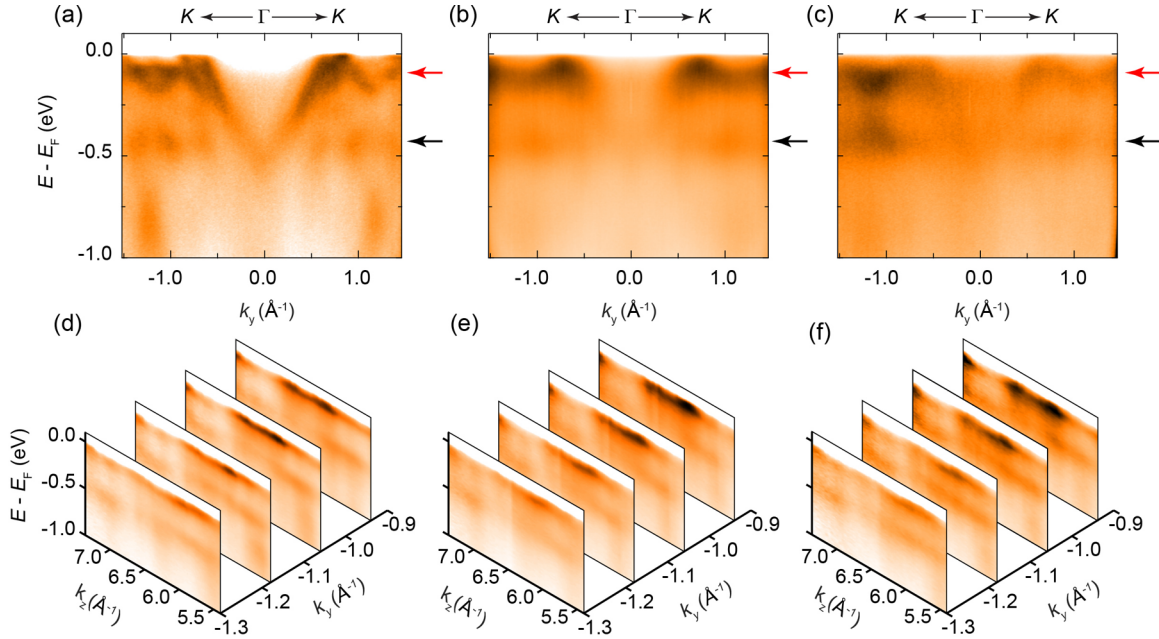 (a)
K ← Γ → K
(b)
K ← Γ → K
(c)
K ← Γ → K
E - E_F (eV)
0.0
-0.5
-1.0
-1.0
0.0
1.0
k_y (Å⁻¹)
-1.0
0.0
1.0
k_y (Å⁻¹)
-1.0
0.0
1.0
k_y (Å⁻¹)
(d)
(e)
(f)
E - E_F (eV)
0.0
-0.5
-1.0
7.0
6.5
6.0
5.5
k_z (Å⁻¹)
-1.3
-1.2
-1.1
-1.0
-0.9
k_y (Å⁻¹)
7.0
6.5
6.0
5.5
k_z (Å⁻¹)
-1.3
-1.2
-1.1
-1.0
-0.9
k_y (Å⁻¹)
7.0
6.5
6.0
5.5
k_z (Å⁻¹)
-1.3
-1.2
-1.1
-1.0
-0.9
k_y (Å⁻¹)